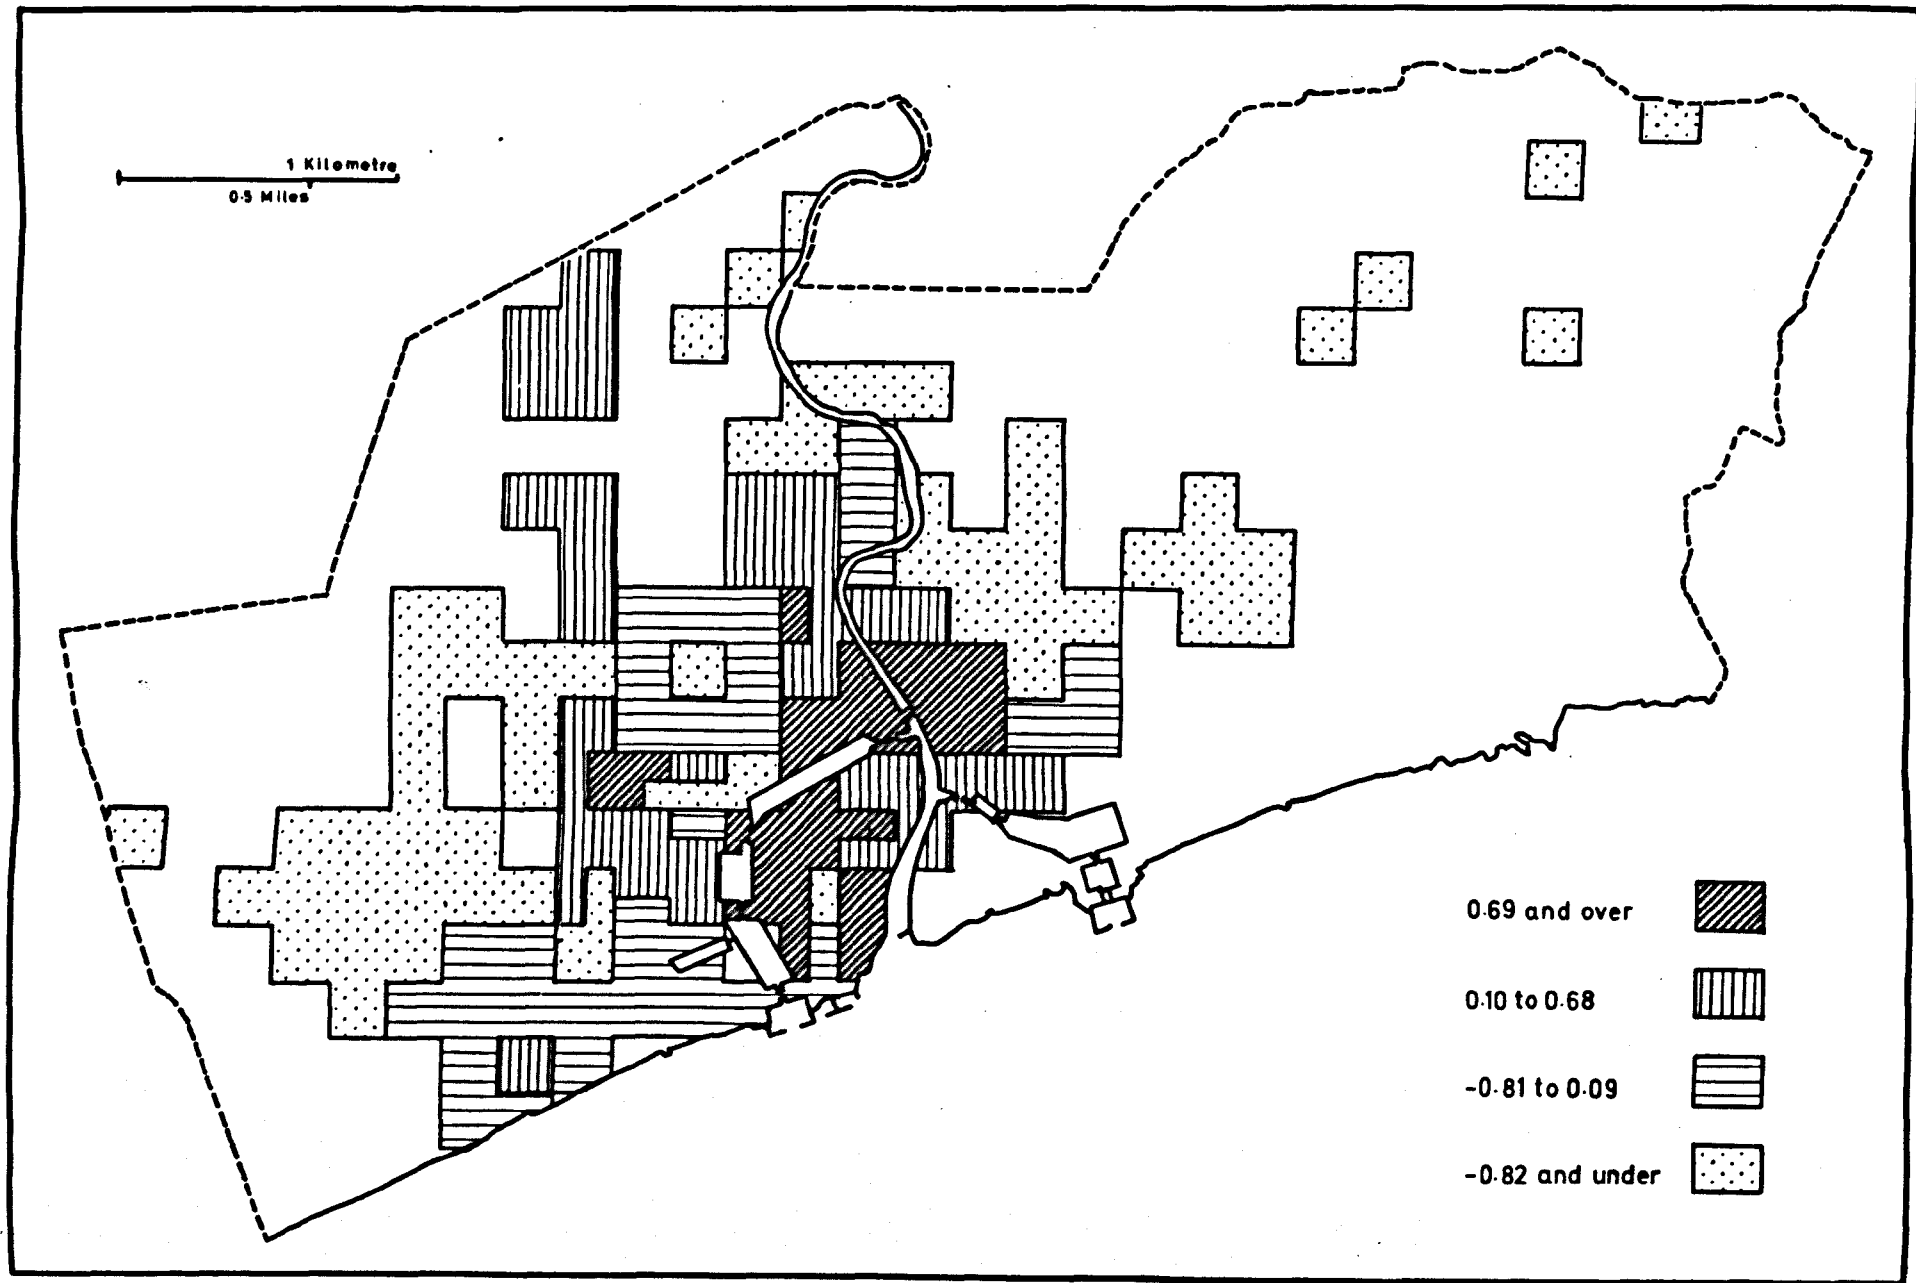 1 Kilometre
0·5 Miles
0·69 and over
0·10 to 0·68
-0·81 to 0·09
-0·82 and under